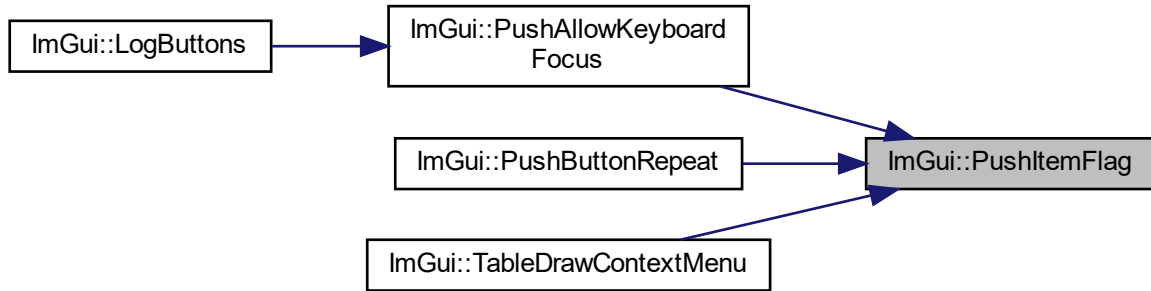 ImGui::LogButtons
ImGui::PushAllowKeyboard
Focus
ImGui::PushButtonRepeat
ImGui::PushItemFlag
ImGui::TableDrawContextMenu